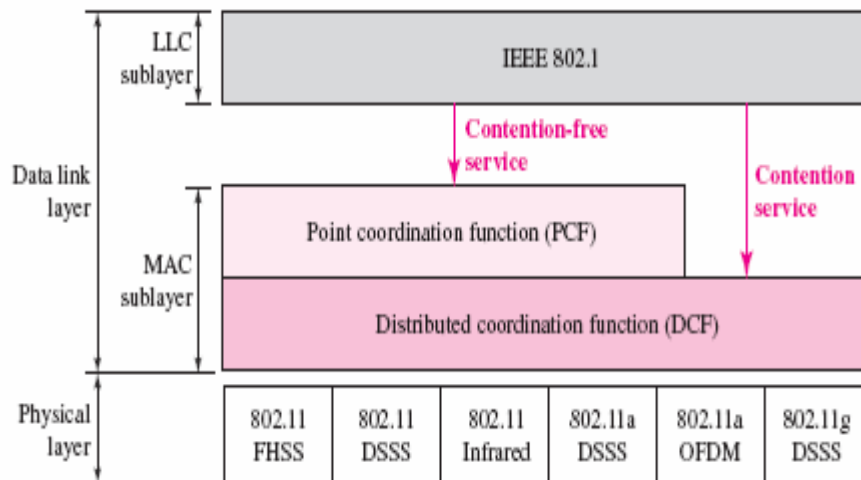 LLC
sublayer
IEEE 802.1
Contention-free
service
Contention
service
Data link
layer
Point coordination function (PCF)
MAC
sublayer
Distributed coordination function (DCF)
Physical
layer
802.11
FHSS
802.11
DSSS
802.11
Infrared
802.11a
DSSS
802.11a
OFDM
802.11g
DSSS